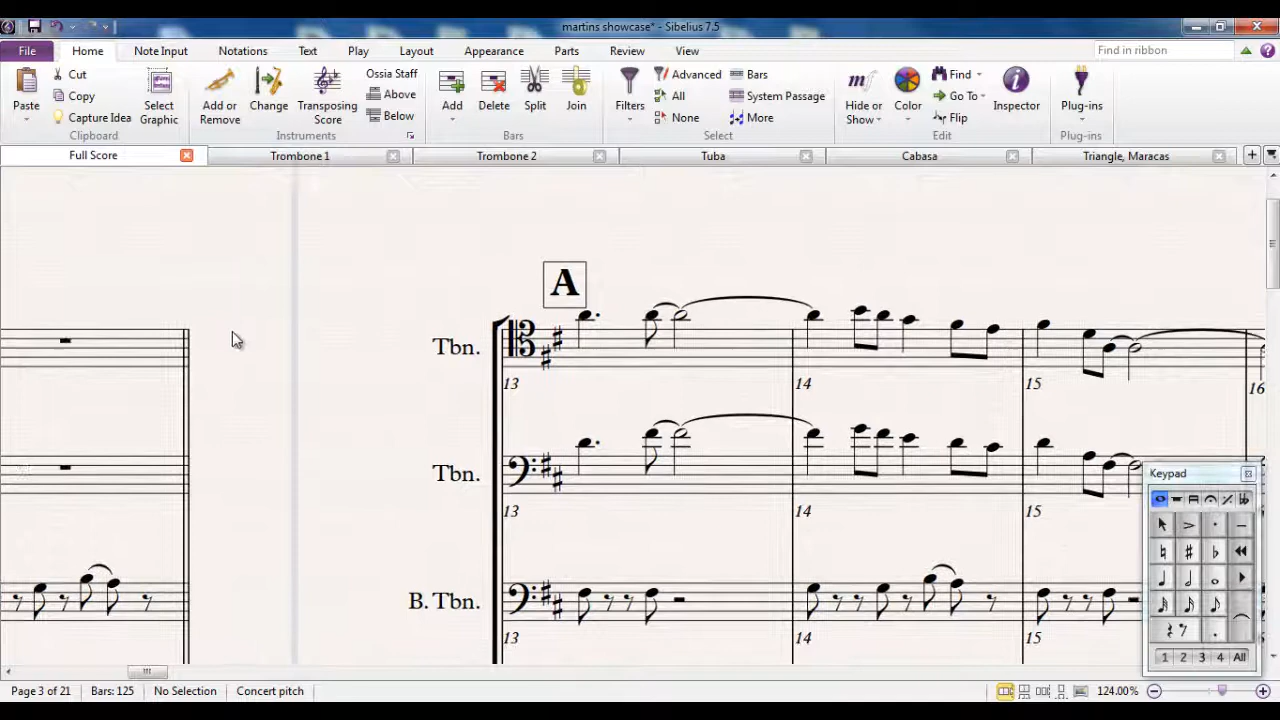 martins showcase* - Sibelius 7.5
File Home Note Input Notations Text Play Layout Appearance Parts Review View Find in ribbon
Paste Cut Copy Capture Idea Select Graphic Clipboard
Add or Remove Change Transposing Score Ossia Staff Above Below Instruments
Add Delete Split Join Bars
Filters Advanced All None Bars System Passage More Select
Hide or Show Color Find Go To Flip Inspector Edit
Plug-ins Plug-ins
Full Score Trombone 1 Trombone 2 Tuba Cabasa Triangle, Maracas
A
Tbn.
13 14 15 16
Tbn.
13 14 15
Keypad
B. Tbn.
13 14 15
1 2 3 4 All
Page 3 of 21 Bars: 125 No Selection Concert pitch 124.00%